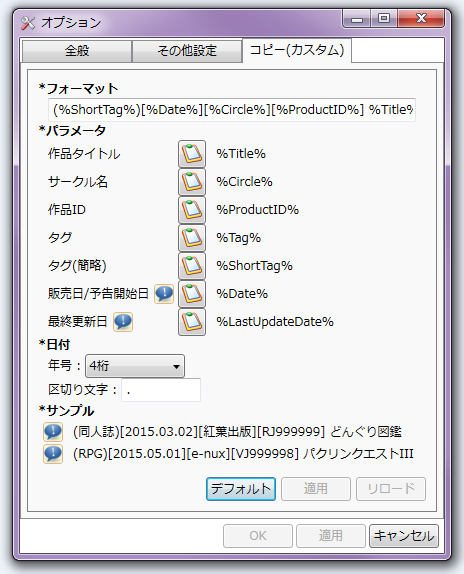 オプション
全般 その他設定 コピー(カスタム)
*フォーマット
(%ShortTag%)[%Date%][%Circle%][%ProductID%] %Title%
*パラメータ
作品タイトル %Title%
サークル名 %Circle%
作品ID %ProductID%
タグ %Tag%
タグ(簡略) %ShortTag%
販売日/予告開始日 %Date%
最終更新日 %LastUpdateDate%
*日付
年号： 4桁
区切り文字： .
*サンプル
(同人誌)[2015.03.02][紅葉出版][RJ999999] どんぐり図鑑
(RPG)[2015.05.01][e-nux][VJ999998] パクリンクエストIII
デフォルト 適用 リロード
OK 適用 キャンセル